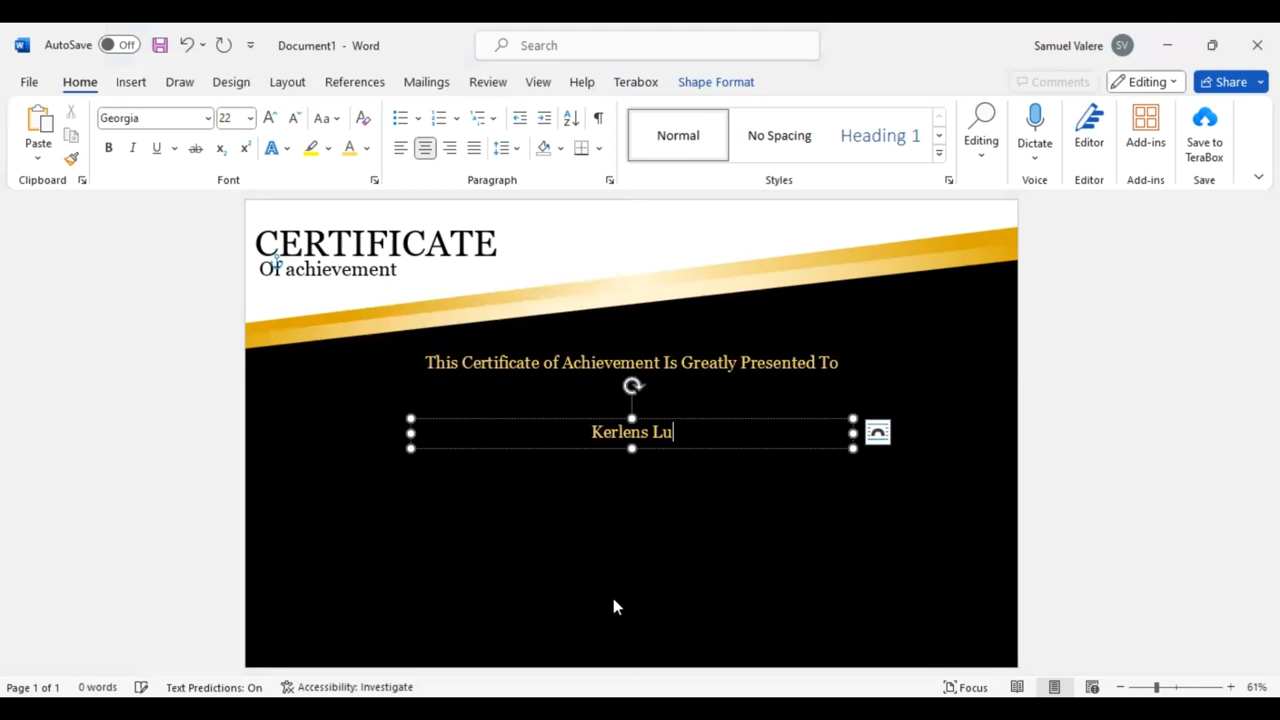 AutoSave Off Document1 - Word Search Samuel Valere SV
File Home Insert Draw Design Layout References Mailings Review View Help Terabox Shape Format Comments Editing Share
Paste Georgia 22 Aa Normal No Spacing Heading 1 Editing Dictate Editor Add-ins Save to TeraBox
Clipboard Font Paragraph Styles Voice Editor Add-ins Save
CERTIFICATE
Of achievement
This Certificate of Achievement Is Greatly Presented To
Kerlens Lu
Page 1 of 1 0 words Text Predictions: On Accessibility: Investigate Focus 61%